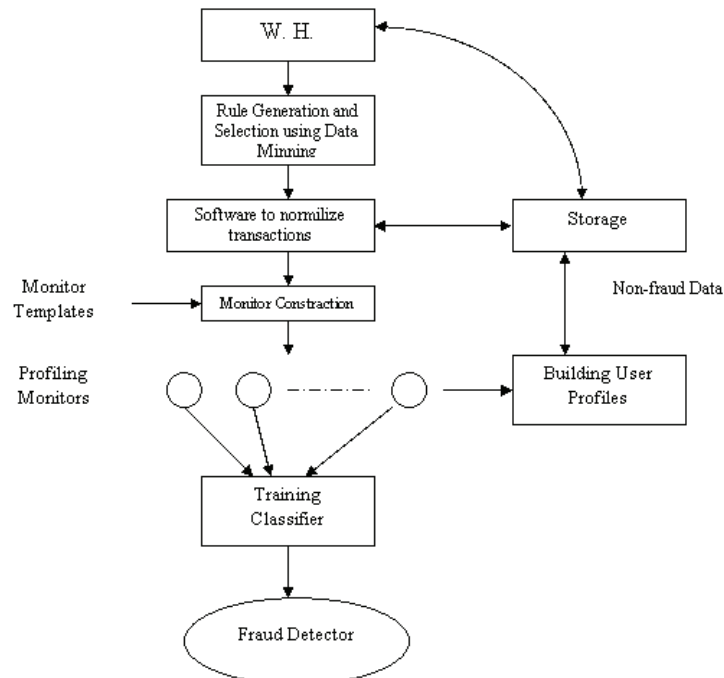 W. H.
Rule Generation and
Selection using Data
Minning
Software to normilize
transactions
Storage
Monitor
Templates
Monitor Constraction
Non-fraud Data
Profiling
Monitors
Building User
Profiles
Training
Classifier
Fraud Detector